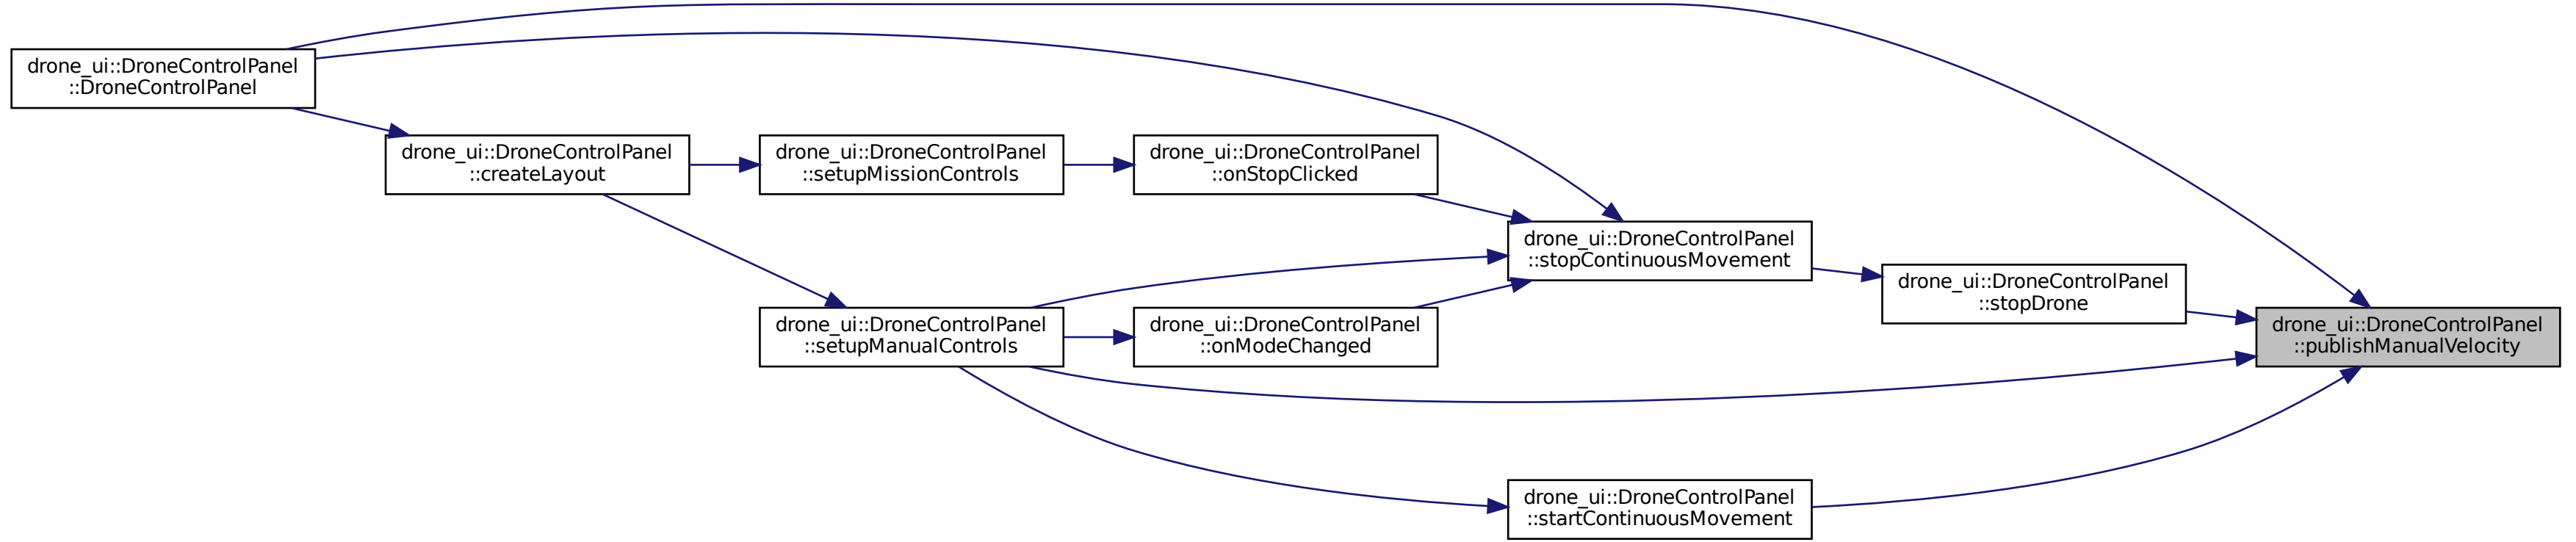 drone_ui::DroneControlPanel
::DroneControlPanel
drone_ui::DroneControlPanel
::createLayout
drone_ui::DroneControlPanel
::setupMissionControls
drone_ui::DroneControlPanel
::onStopClicked
drone_ui::DroneControlPanel
::stopContinuousMovement
drone_ui::DroneControlPanel
::stopDrone
drone_ui::DroneControlPanel
::publishManualVelocity
drone_ui::DroneControlPanel
::setupManualControls
drone_ui::DroneControlPanel
::onModeChanged
drone_ui::DroneControlPanel
::startContinuousMovement